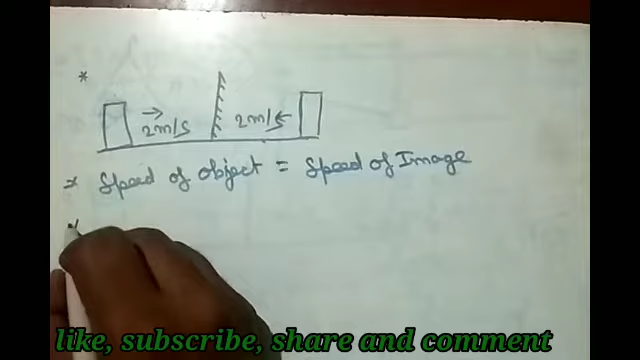 *
2m/s 2m/s
* Speed of object = Speed of Image
like, subscribe, share and comment